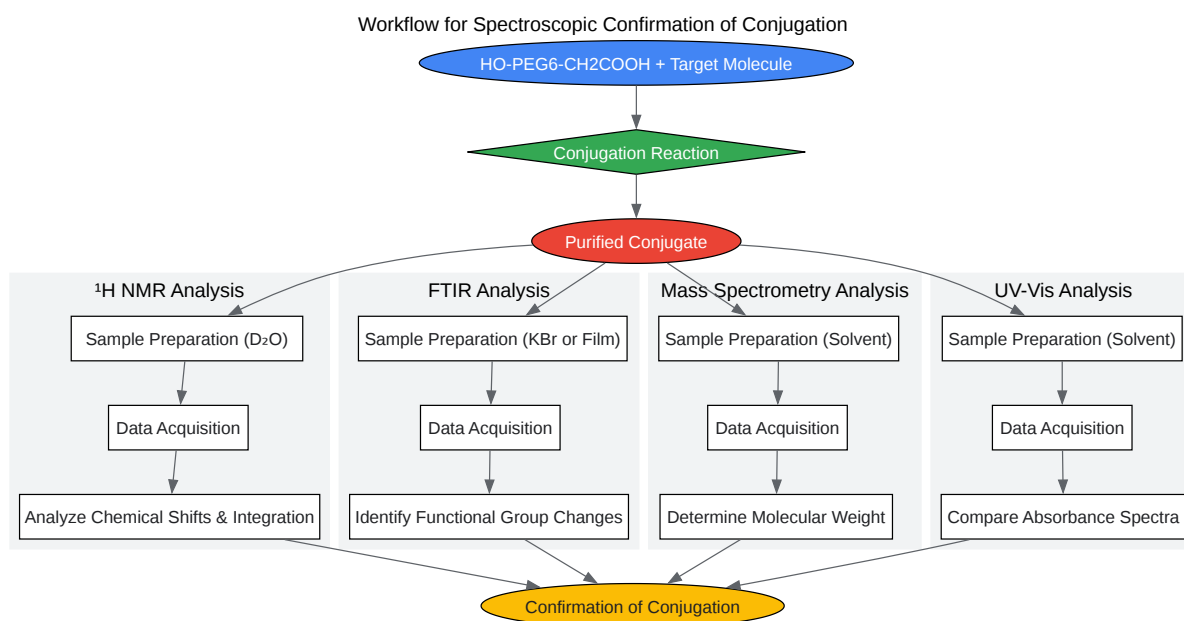 Workflow for Spectroscopic Confirmation of Conjugation
HO-PEG6-CH2COOH + Target Molecule
Conjugation Reaction
Purified Conjugate
¹H NMR Analysis
Sample Preparation (D₂O)
Data Acquisition
Analyze Chemical Shifts & Integration
FTIR Analysis
Sample Preparation (KBr or Film)
Data Acquisition
Identify Functional Group Changes
Mass Spectrometry Analysis
Sample Preparation (Solvent)
Data Acquisition
Determine Molecular Weight
UV-Vis Analysis
Sample Preparation (Solvent)
Data Acquisition
Compare Absorbance Spectra
Confirmation of Conjugation